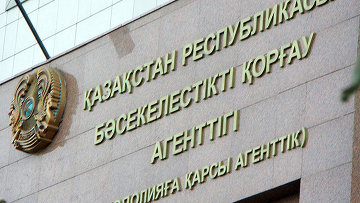 ҚАЗАҚСТАН РЕСПУБЛИКАСЫ
БӘСЕКЕЛЕСТІКТІ ҚОРҒАУ
АГЕНТТІГІ
ҚАРСЫ АГЕНТТІК)